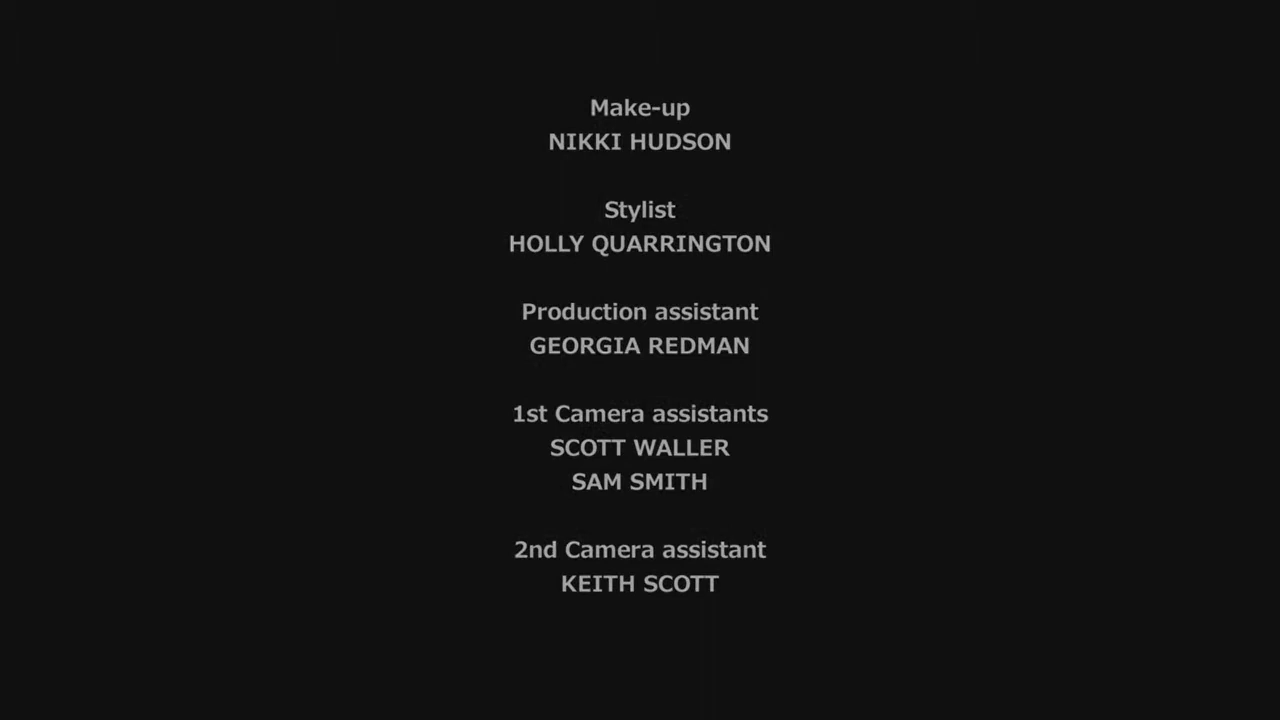 Make-up
NIKKI HUDSON
Stylist
HOLLY QUARRINGTON
Production assistant
GEORGIA REDMAN
1st Camera assistants
SCOTT WALLER
SAM SMITH
2nd Camera assistant
KEITH SCOTT